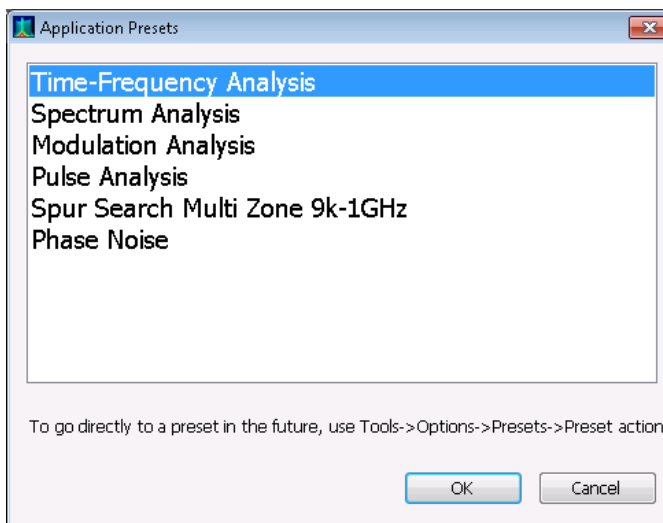 Application Presets
Time-Frequency Analysis
Spectrum Analysis
Modulation Analysis
Pulse Analysis
Spur Search Multi Zone 9k-1GHz
Phase Noise
To go directly to a preset in the future, use Tools->Options->Presets->Preset action
OK
Cancel